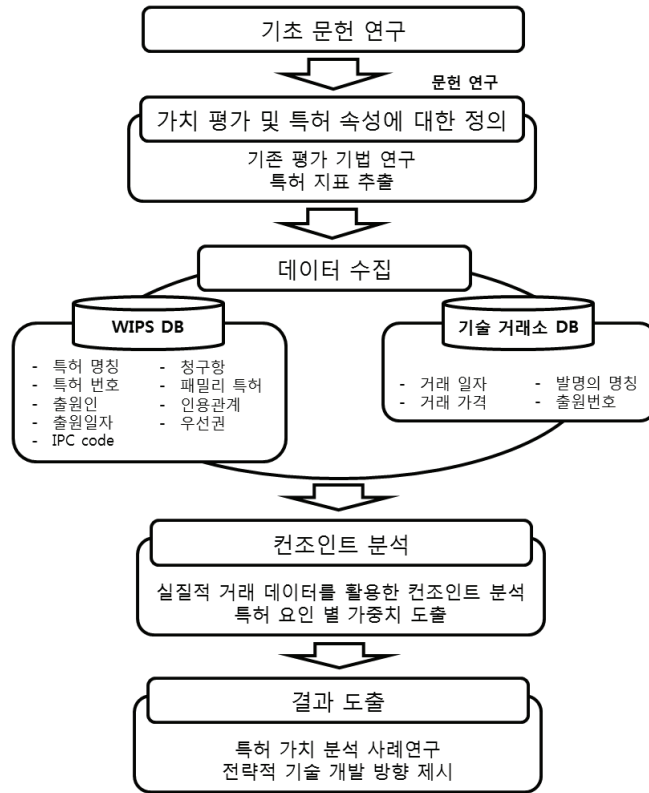 기초 문헌 연구
문헌 연구
가치 평가 및 특허 속성에 대한 정의
기존 평가 기법 연구
특허 지표 추출
데이터 수집
WIPS DB
- 특허 명칭
- 특허 번호
- 출원인
- 출원일자
- IPC code
- 청구항
- 패밀리 특허
- 인용관계
- 우선권
기술 거래소 DB
- 거래 일자
- 거래 가격
- 발명의 명칭
- 출원번호
컨조인트 분석
실질적 거래 데이터를 활용한 컨조인트 분석
특허 요인 별 가중치 도출
결과 도출
특허 가치 분석 사례연구
전략적 기술 개발 방향 제시